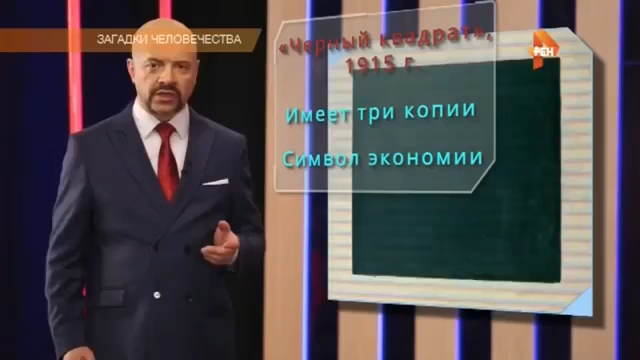 ЗАГАДКИ ЧЕЛОВЕЧЕСТВА
«Черный квадрат»,
1915 г.
РЕН
Имеет три копии
Символ экономии